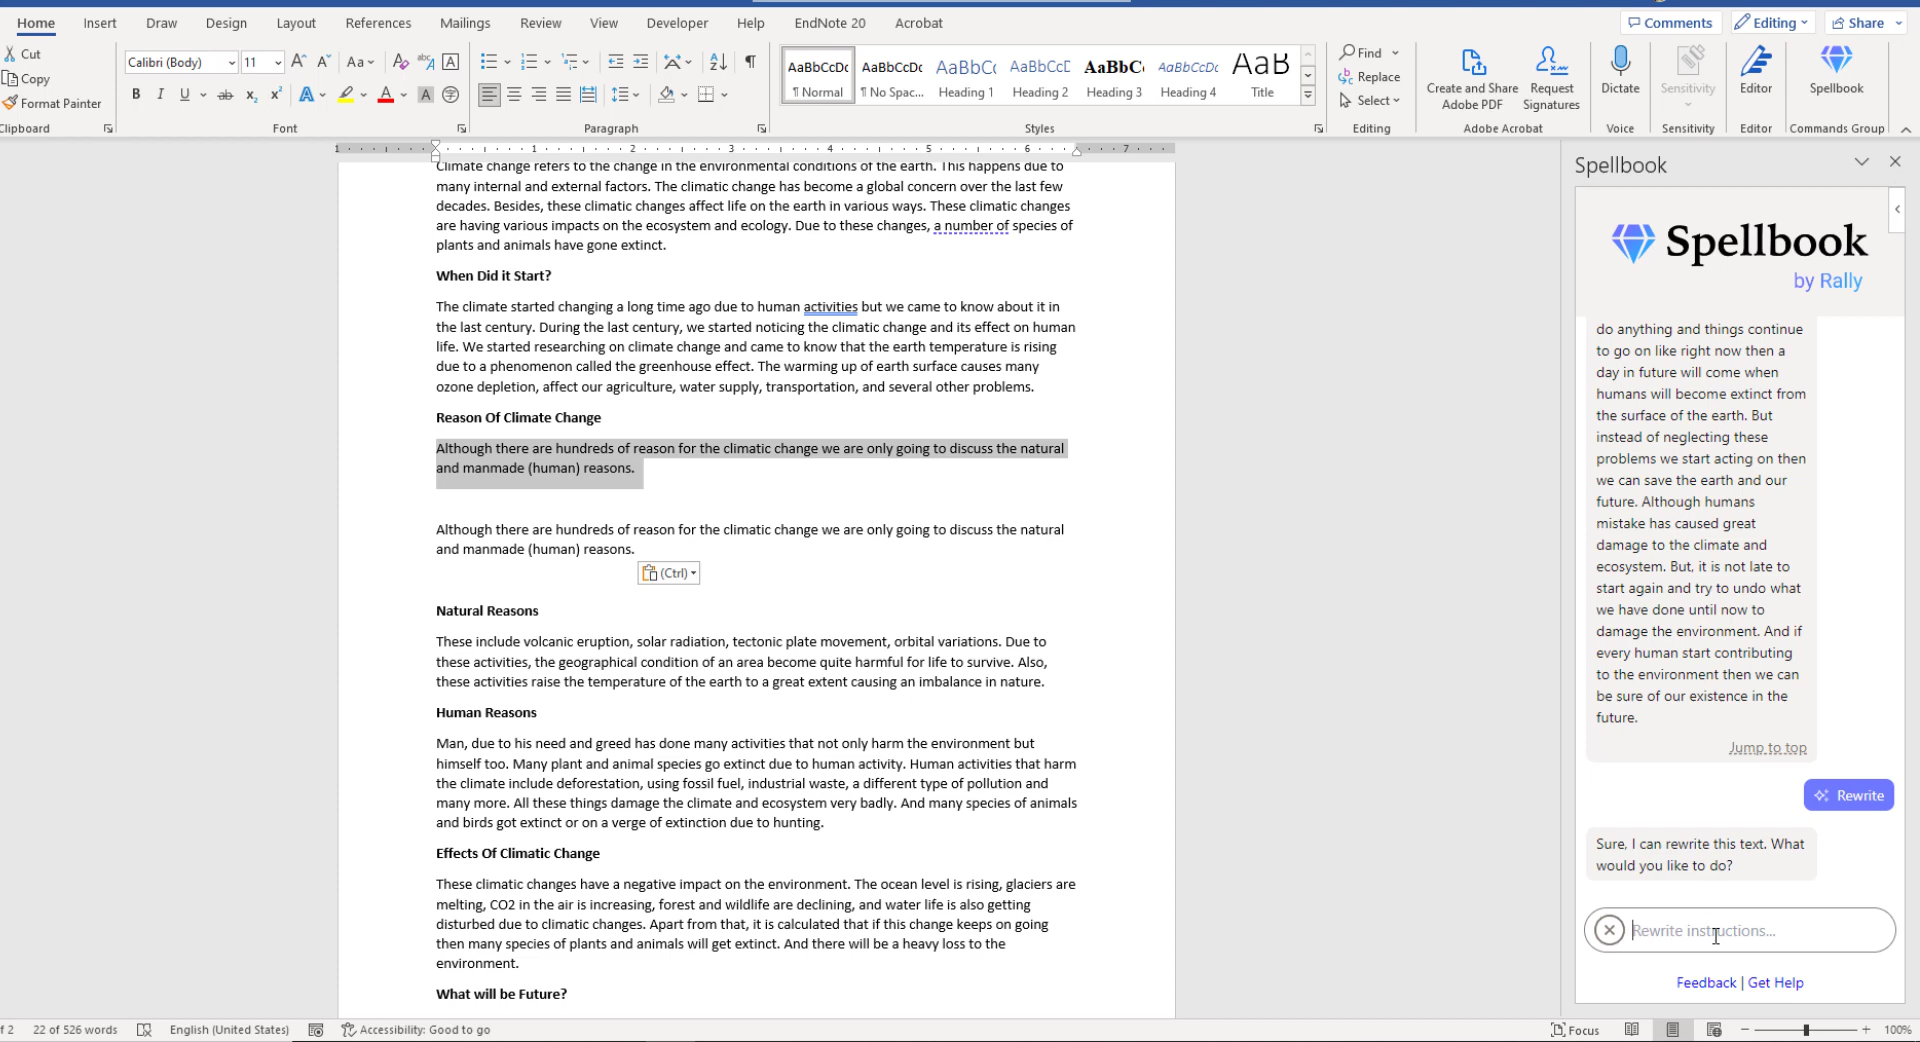 Home Insert Draw Design Layout References Mailings Review View Developer Help EndNote 20 Acrobat Comments Editing Share
Cut
Copy
Format Painter
Clipboard
Calibri (Body) 11
Font
Paragraph
AaBbCcDc AaBbCcDc AaBbCc AaBbCcD AaBbC AaBbCcDc AaB
¶ Normal ¶ No Spac... Heading 1 Heading 2 Heading 3 Heading 4 Title
Styles
Find
Replace
Select
Editing
Create and Share Adobe PDF
Request Signatures
Adobe Acrobat
Dictate
Voice
Sensitivity
Sensitivity
Editor
Editor
Spellbook
Commands Group
1 1 2 3 4 5 6 7
Climate change refers to the change in the environmental conditions of the earth. This happens due to
many internal and external factors. The climatic change has become a global concern over the last few
decades. Besides, these climatic changes affect life on the earth in various ways. These climatic changes
are having various impacts on the ecosystem and ecology. Due to these changes, a number of species of
plants and animals have gone extinct.
When Did it Start?
The climate started changing a long time ago due to human activities but we came to know about it in
the last century. During the last century, we started noticing the climatic change and its effect on human
life. We started researching on climate change and came to know that the earth temperature is rising
due to a phenomenon called the greenhouse effect. The warming up of earth surface causes many
ozone depletion, affect our agriculture, water supply, transportation, and several other problems.
Reason Of Climate Change
Although there are hundreds of reason for the climatic change we are only going to discuss the natural
and manmade (human) reasons.
Although there are hundreds of reason for the climatic change we are only going to discuss the natural
and manmade (human) reasons.
(Ctrl)
Natural Reasons
These include volcanic eruption, solar radiation, tectonic plate movement, orbital variations. Due to
these activities, the geographical condition of an area become quite harmful for life to survive. Also,
these activities raise the temperature of the earth to a great extent causing an imbalance in nature.
Human Reasons
Man, due to his need and greed has done many activities that not only harm the environment but
himself too. Many plant and animal species go extinct due to human activity. Human activities that harm
the climate include deforestation, using fossil fuel, industrial waste, a different type of pollution and
many more. All these things damage the climate and ecosystem very badly. And many species of animals
and birds got extinct or on a verge of extinction due to hunting.
Effects Of Climatic Change
These climatic changes have a negative impact on the environment. The ocean level is rising, glaciers are
melting, CO2 in the air is increasing, forest and wildlife are declining, and water life is also getting
disturbed due to climatic changes. Apart from that, it is calculated that if this change keeps on going
then many species of plants and animals will get extinct. And there will be a heavy loss to the
environment.
What will be Future?
Spellbook
Spellbook
by Rally
do anything and things continue
to go on like right now then a
day in future will come when
humans will become extinct from
the surface of the earth. But
instead of neglecting these
problems we start acting on then
we can save the earth and our
future. Although humans
mistake has caused great
damage to the climate and
ecosystem. But, it is not late to
start again and try to undo what
we have done until now to
damage the environment. And if
every human start contributing
to the environment then we can
be sure of our existence in the
future.
Jump to top
Rewrite
Sure, I can rewrite this text. What
would you like to do?
Rewrite instructions...
Feedback | Get Help
f 2 22 of 526 words English (United States) Accessibility: Good to go Focus 100%